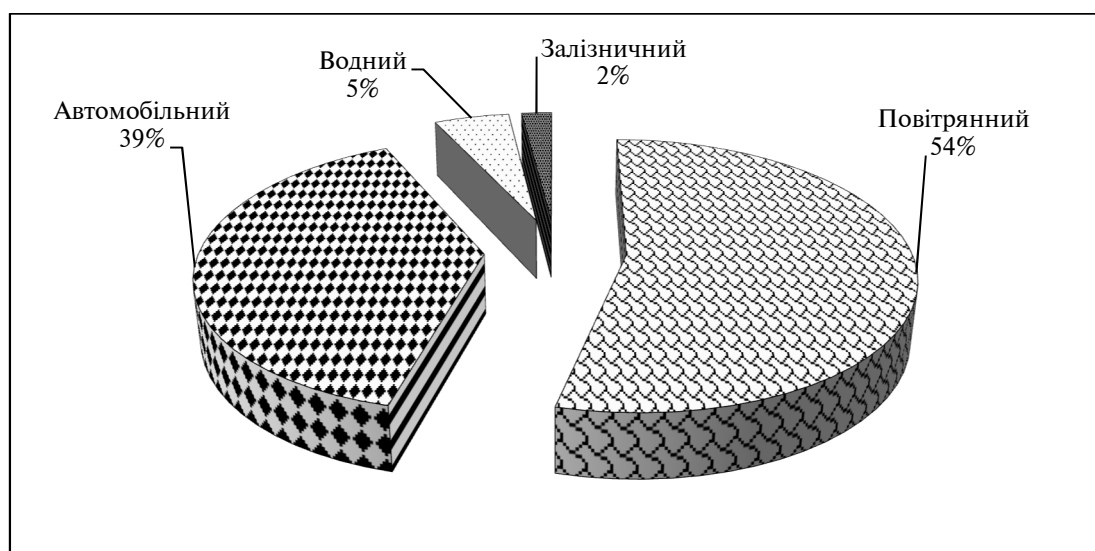 Водний
5%
Залізничний
2%
Автомобільний
39%
Повітрянний
54%